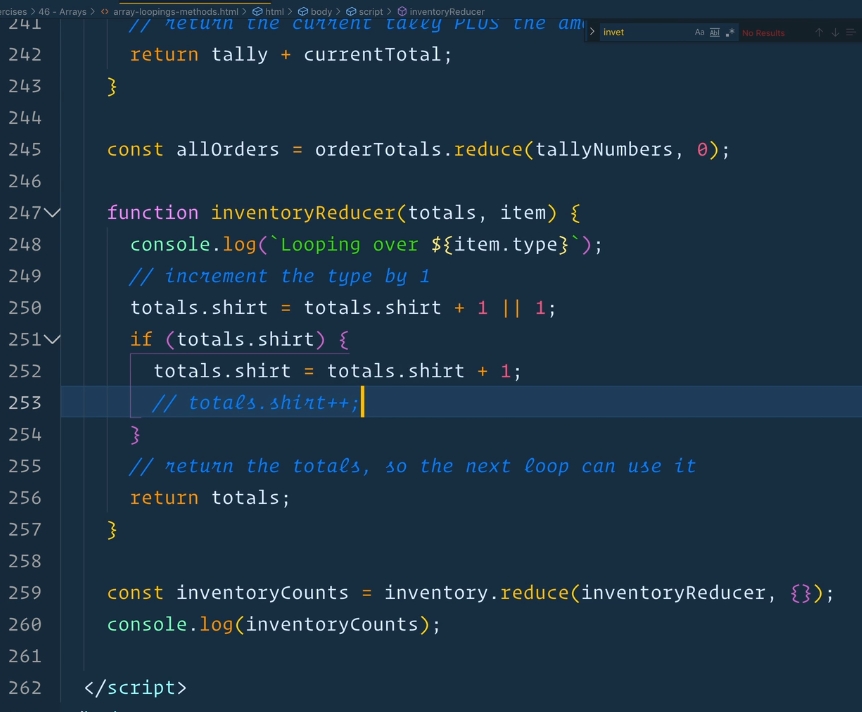 ercises > 46 - Arrays > <> array-loopings-methods.html > html > body > script > inventoryReducer
invet Aa abl .* No Results
241 // return the current tally PLUS the am
242 return tally + currentTotal;
243 }
244
245 const allOrders = orderTotals.reduce(tallyNumbers, 0);
246
247 function inventoryReducer(totals, item) {
248 console.log(`Looping over ${item.type}`);
249 // increment the type by 1
250 totals.shirt = totals.shirt + 1 || 1;
251 if (totals.shirt) {
252 totals.shirt = totals.shirt + 1;
253 // totals.shirt++;
254 }
255 // return the totals, so the next loop can use it
256 return totals;
257 }
258
259 const inventoryCounts = inventory.reduce(inventoryReducer, {});
260 console.log(inventoryCounts);
261
262 </script>